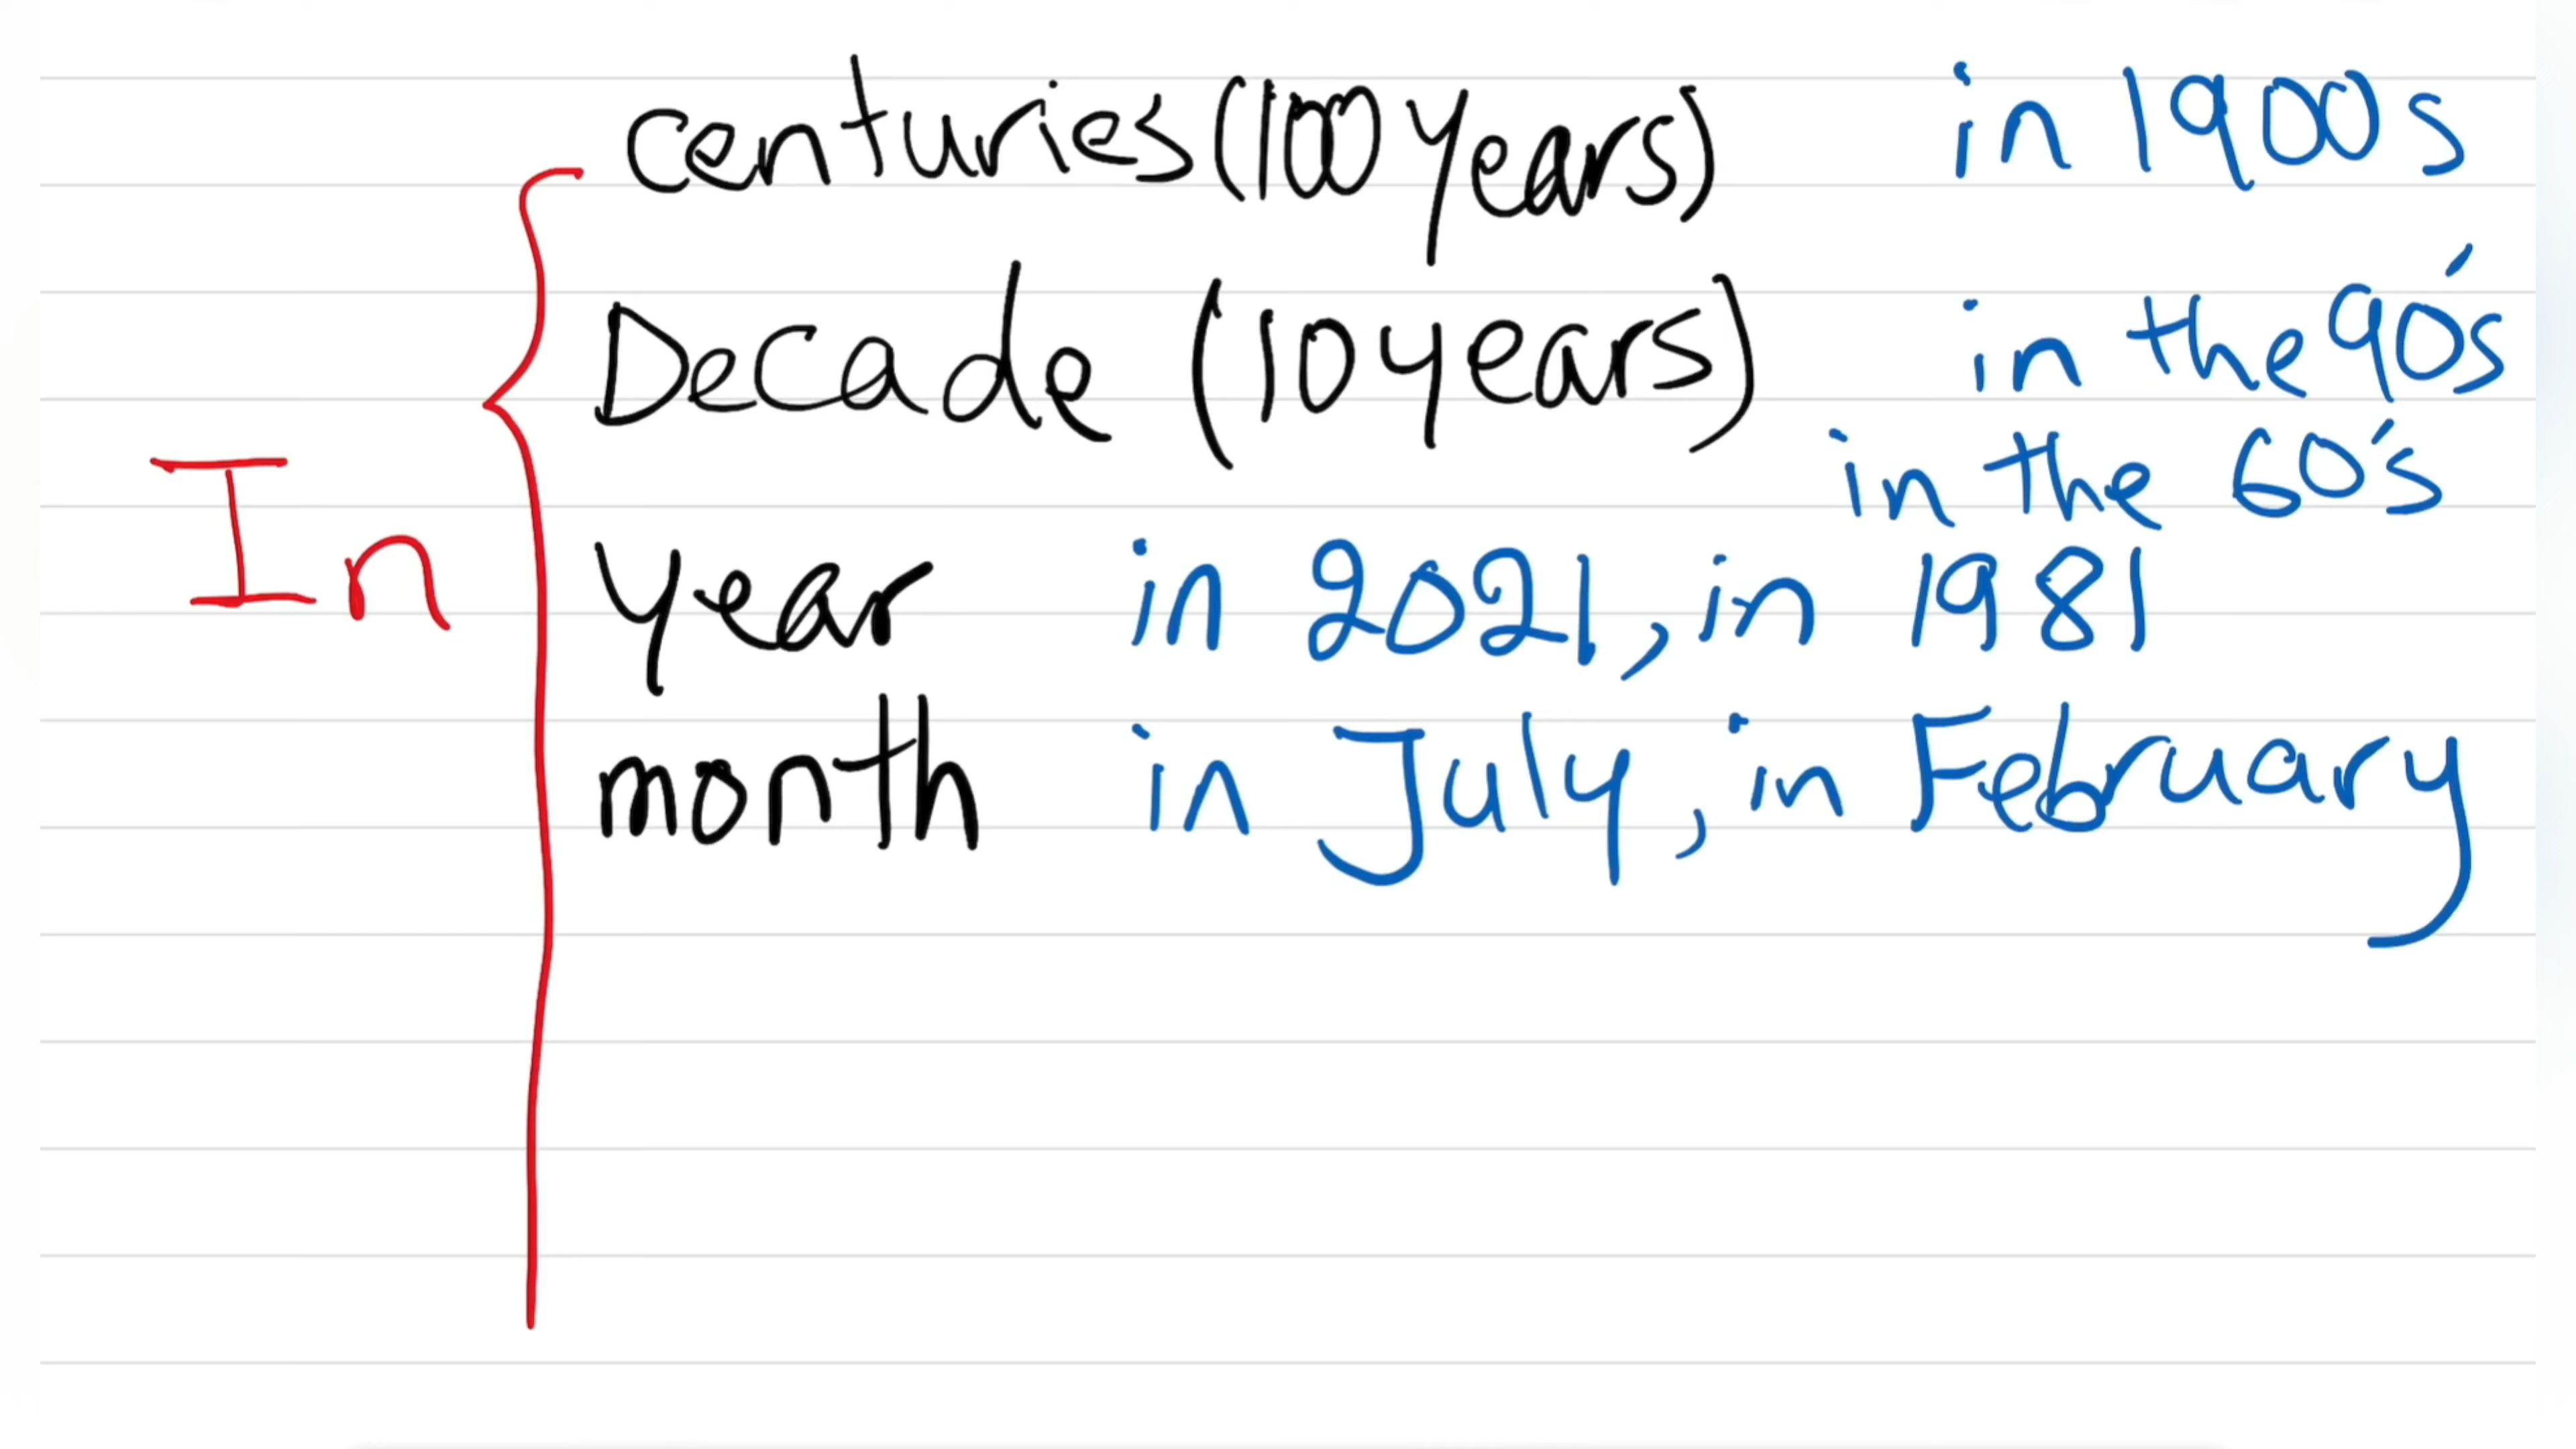 centuries (100 years) in 1900s
Decade (10 years) in the 90's
in the 60's
In
year in 2021, in 1981
month in July, in February